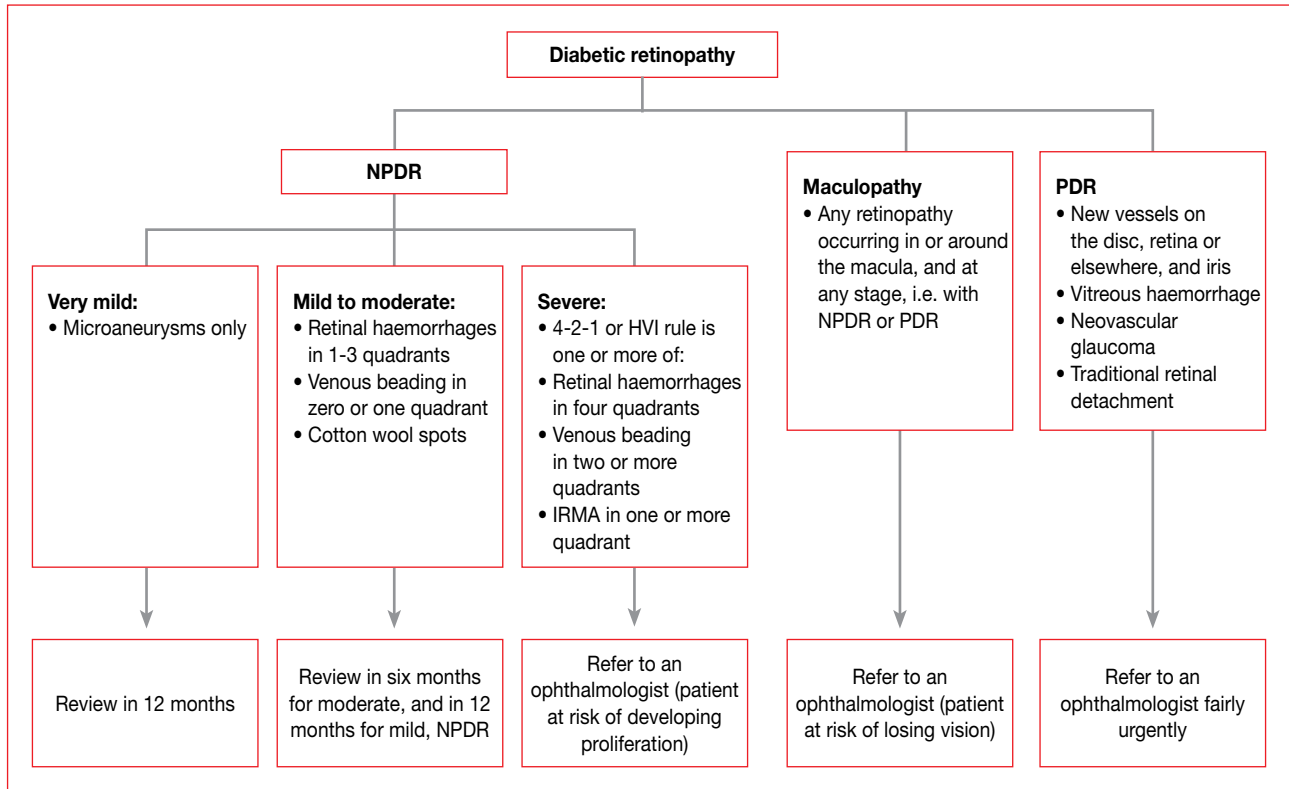 Diabetic retinopathy
NPDR
Very mild:
• Microaneurysms only
Mild to moderate:
• Retinal haemorrhages
in 1-3 quadrants
• Venous beading in
zero or one quadrant
• Cotton wool spots
Severe:
• 4-2-1 or HVI rule is
one or more of:
• Retinal haemorrhages
in four quadrants
• Venous beading
in two or more
quadrants
• IRMA in one or more
quadrant
Maculopathy
• Any retinopathy
occurring in or around
the macula, and at
any stage, i.e. with
NPDR or PDR
PDR
• New vessels on
the disc, retina or
elsewhere, and iris
• Vitreous haemorrhage
• Neovascular
glaucoma
• Traditional retinal
detachment
Review in 12 months
Review in six months
for moderate, and in 12
months for mild, NPDR
Refer to an
ophthalmologist (patient
at risk of developing
proliferation)
Refer to an
ophthalmologist (patient
at risk of losing vision)
Refer to an
ophthalmologist fairly
urgently